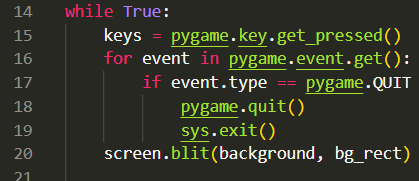 14 while True:
15     keys = pygame.key.get_pressed()
16     for event in pygame.event.get():
17         if event.type == pygame.QUIT
18             pygame.quit()
19             sys.exit()
20     screen.blit(background, bg_rect)
21